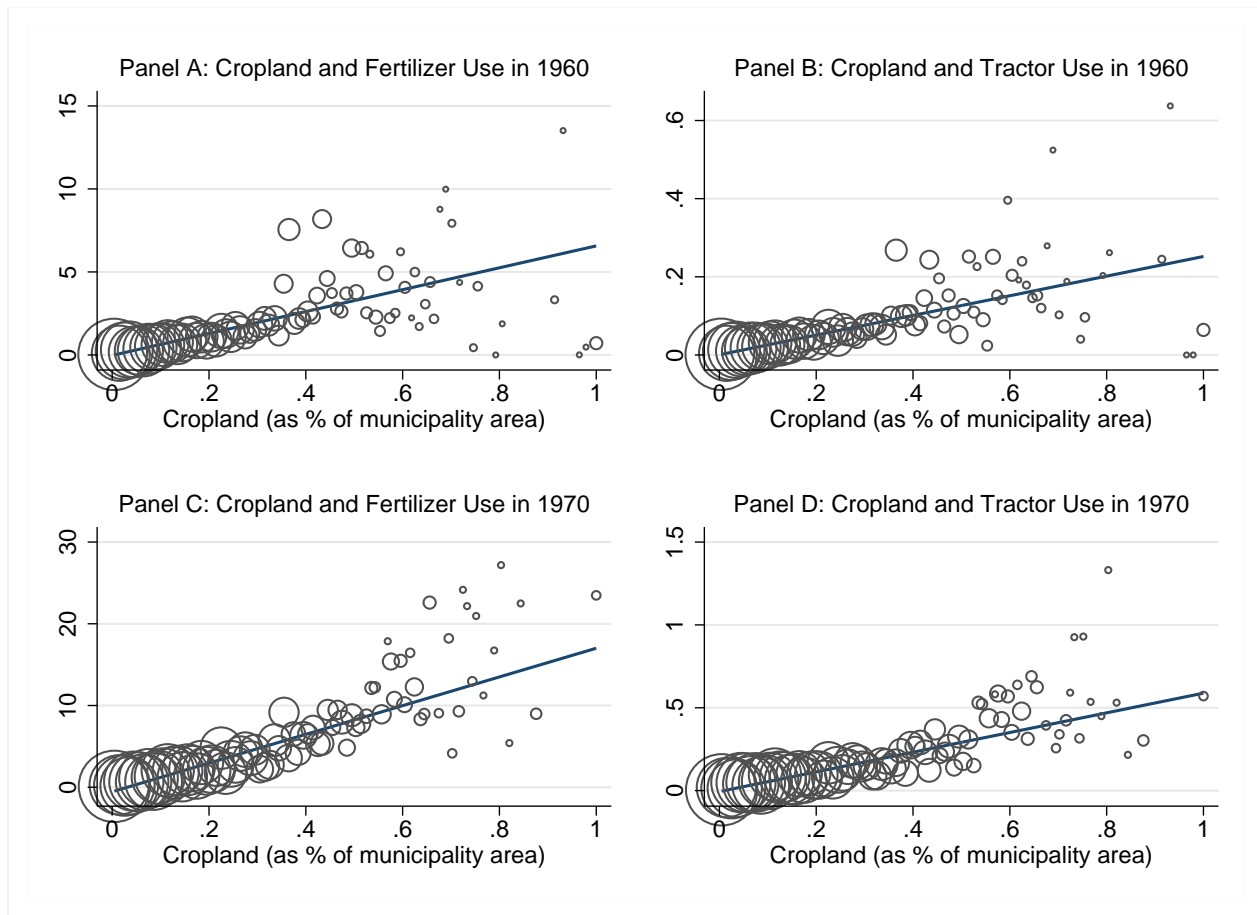 Panel A: Cropland and Fertilizer Use in 1960
15
10
5
0
0 .2 .4 .6 .8 1
Cropland (as % of municipality area)
Panel B: Cropland and Tractor Use in 1960
.6
.4
.2
0
0 .2 .4 .6 .8 1
Cropland (as % of municipality area)
Panel C: Cropland and Fertilizer Use in 1970
30
20
10
0
0 .2 .4 .6 .8 1
Cropland (as % of municipality area)
Panel D: Cropland and Tractor Use in 1970
1.5
1
.5
0
0 .2 .4 .6 .8 1
Cropland (as % of municipality area)